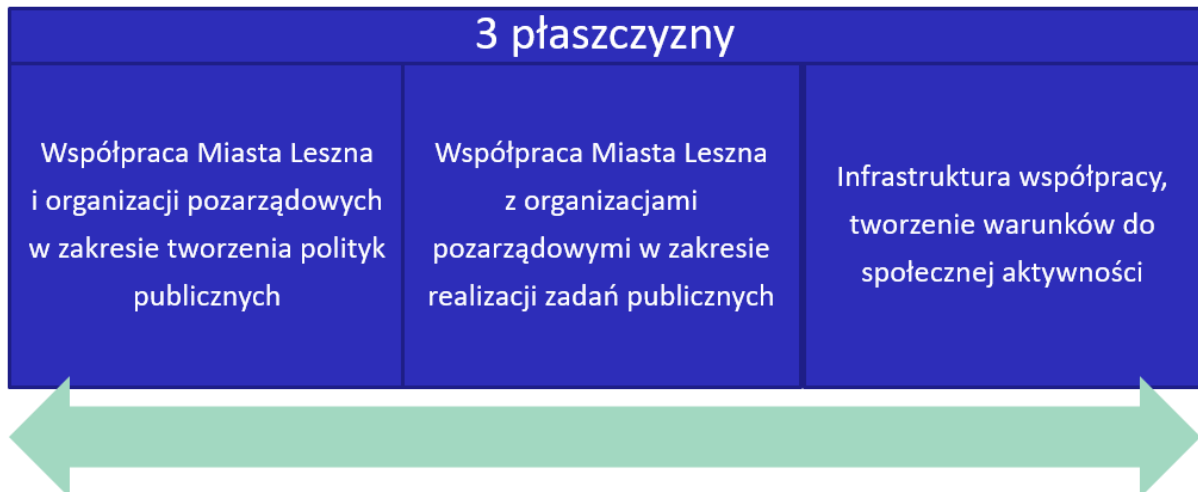 3 płaszczyzny
Współpraca Miasta Leszna
i organizacji pozarządowych
w zakresie tworzenia polityk
publicznych
Współpraca Miasta Leszna
z organizacjami
pozarządowymi w zakresie
realizacji zadań publicznych
Infrastruktura współpracy,
tworzenie warunków do
społecznej aktywności